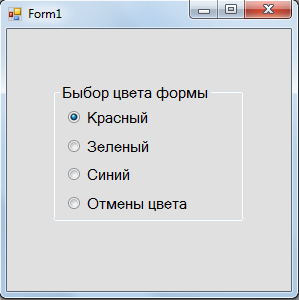 Form1
Выбор цвета формы
Красный
Зеленый
Синий
Отмены цвета